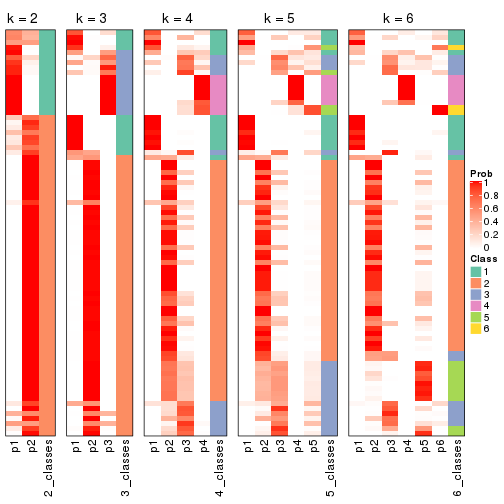 k = 2
k = 3
k = 4
k = 5
k = 6
Prob
1
0.8
0.6
0.4
0.2
0
Class
1
2
3
4
5
6
p1
p2
2_classes
p1
p2
p3
3_classes
p1
p2
p3
p4
4_classes
p1
p2
p3
p4
p5
5_classes
p1
p2
p3
p4
p5
p6
6_classes